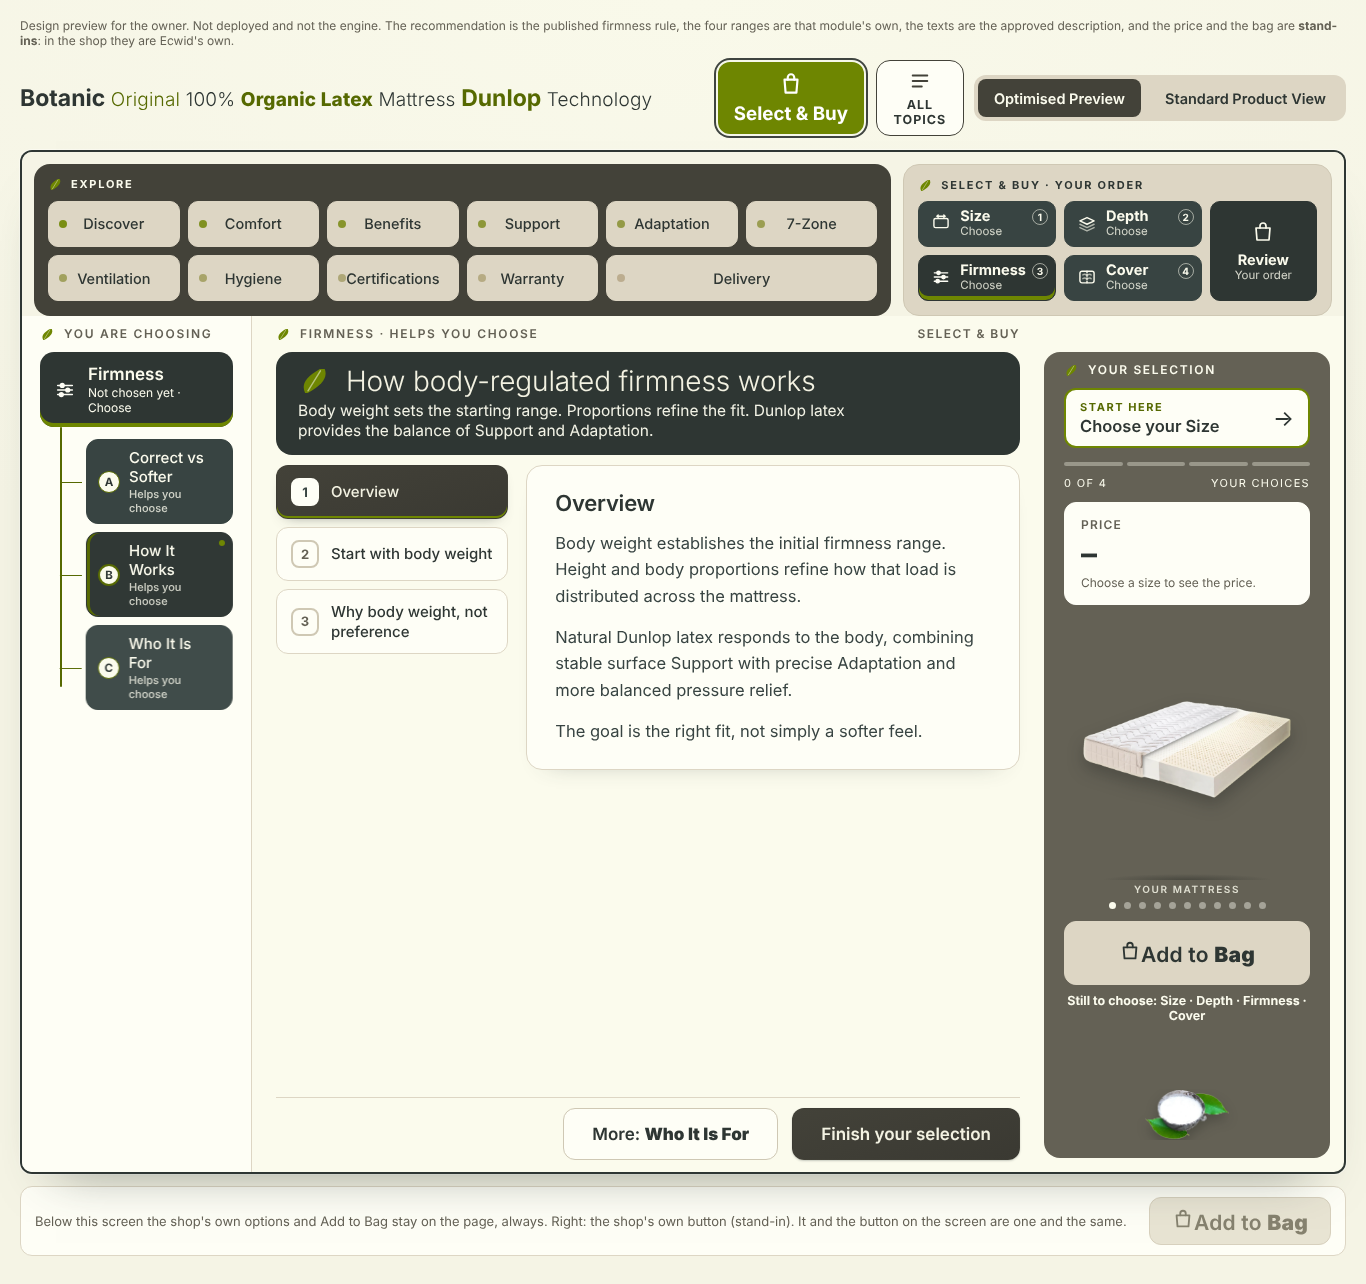 Design preview for the owner. Not deployed and not the engine. The recommendation is the published firmness rule, the four ranges are that module's own, the texts are the approved description, and the price and the bag are stand-
ins: in the shop they are Ecwid's own.
Botanic Original 100% Organic Latex Mattress Dunlop Technology
Select & Buy
ALL
TOPICS
Optimised Preview
Standard Product View
EXPLORE
Discover
Comfort
Benefits
Support
Adaptation
7-Zone
Ventilation
Hygiene
Certifications
Warranty
Delivery
SELECT & BUY · YOUR ORDER
Size
Choose
1
Depth
Choose
2
Firmness
Choose
3
Cover
Choose
4
Review
Your order
YOU ARE CHOOSING
Firmness
Not chosen yet ·
Choose
A
Correct vs
Softer
Helps you
choose
B
How It
Works
Helps you
choose
C
Who It Is
For
Helps you
choose
FIRMNESS · HELPS YOU CHOOSE
SELECT & BUY
How body-regulated firmness works
Body weight sets the starting range. Proportions refine the fit. Dunlop latex
provides the balance of Support and Adaptation.
1 Overview
2 Start with body weight
3 Why body weight, not
preference
Overview
Body weight establishes the initial firmness range.
Height and body proportions refine how that load is
distributed across the mattress.
Natural Dunlop latex responds to the body, combining
stable surface Support with precise Adaptation and
more balanced pressure relief.
The goal is the right fit, not simply a softer feel.
More: Who It Is For
Finish your selection
YOUR SELECTION
START HERE
Choose your Size
0 OF 4
YOUR CHOICES
PRICE
–
Choose a size to see the price.
YOUR MATTRESS
Add to Bag
Still to choose: Size · Depth · Firmness ·
Cover
Below this screen the shop's own options and Add to Bag stay on the page, always. Right: the shop's own button (stand-in). It and the button on the screen are one and the same.
Add to Bag